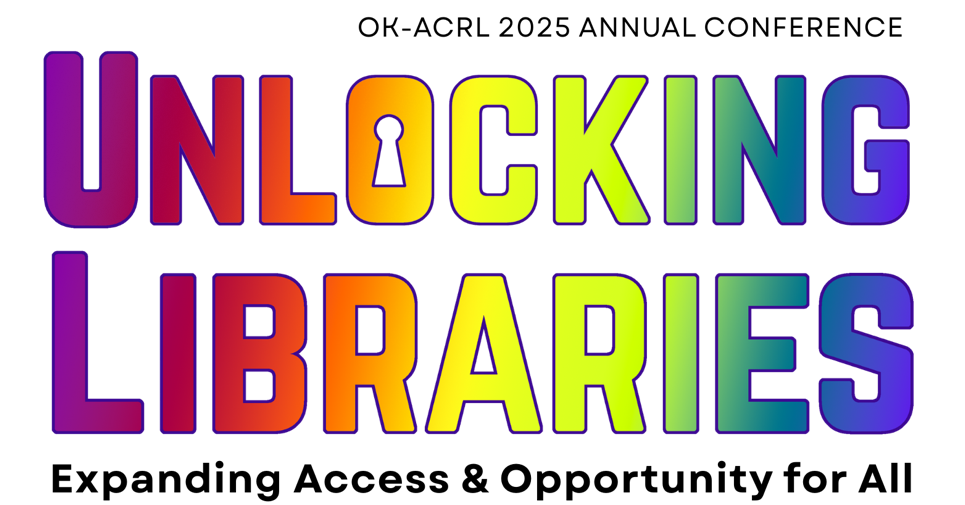 OK-ACRL 2025 ANNUAL CONFERENCE
UNLOCKING
LIBRARIES
Expanding Access & Opportunity for All